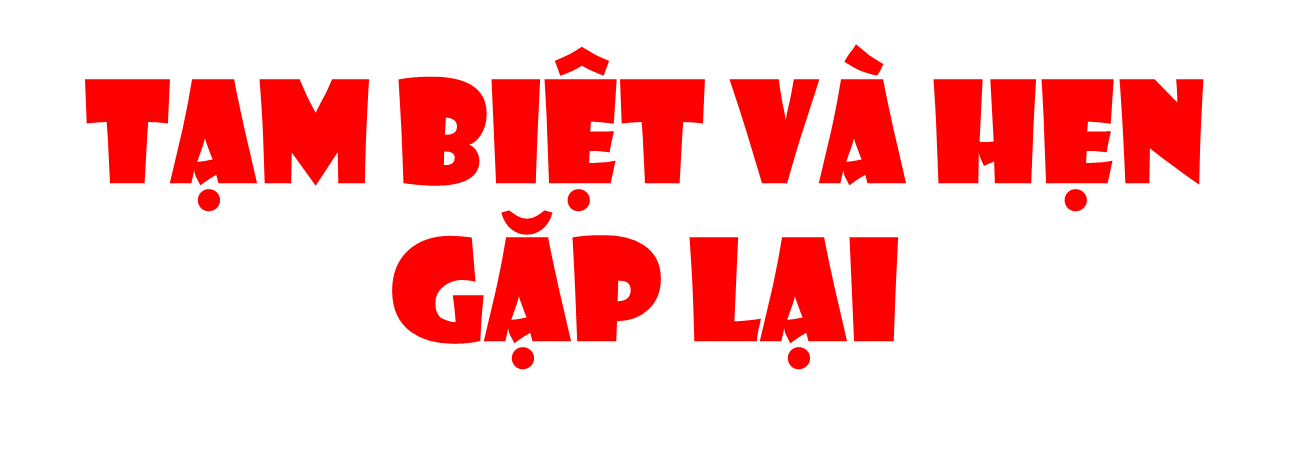 TẠM BIỆT VÀ HẸN
GẶP LẠI